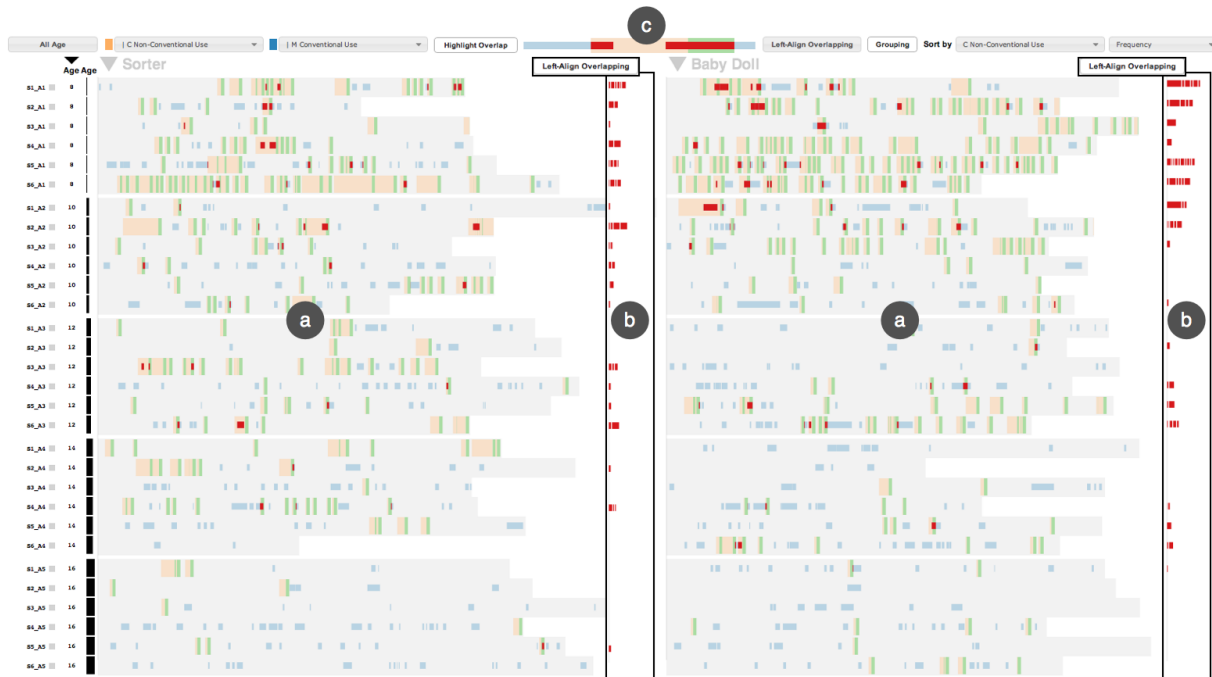 c
All Age
| C Non-Conventional Use
| M Conventional Use
Highlight Overlap
Left-Align Overlapping
Grouping
Sort by
C Non-Conventional Use
Frequency
Age Age
Sorter
Left-Align Overlapping
Baby Doll
Left-Align Overlapping
S1_A1 8
S2_A1 8
S3_A1 8
S4_A1 8
S5_A1 8
S6_A1 8
S1_A2 10
S2_A2 10
S3_A2 10
S4_A2 10
S5_A2 10
S6_A2 10
a
b
a
b
S1_A3 12
S2_A3 12
S3_A3 12
S4_A3 12
S5_A3 12
S6_A3 12
S1_A4 14
S2_A4 14
S3_A4 14
S4_A4 14
S5_A4 14
S6_A4 14
S1_A5 16
S2_A5 16
S3_A5 16
S4_A5 16
S5_A5 16
S6_A5 16